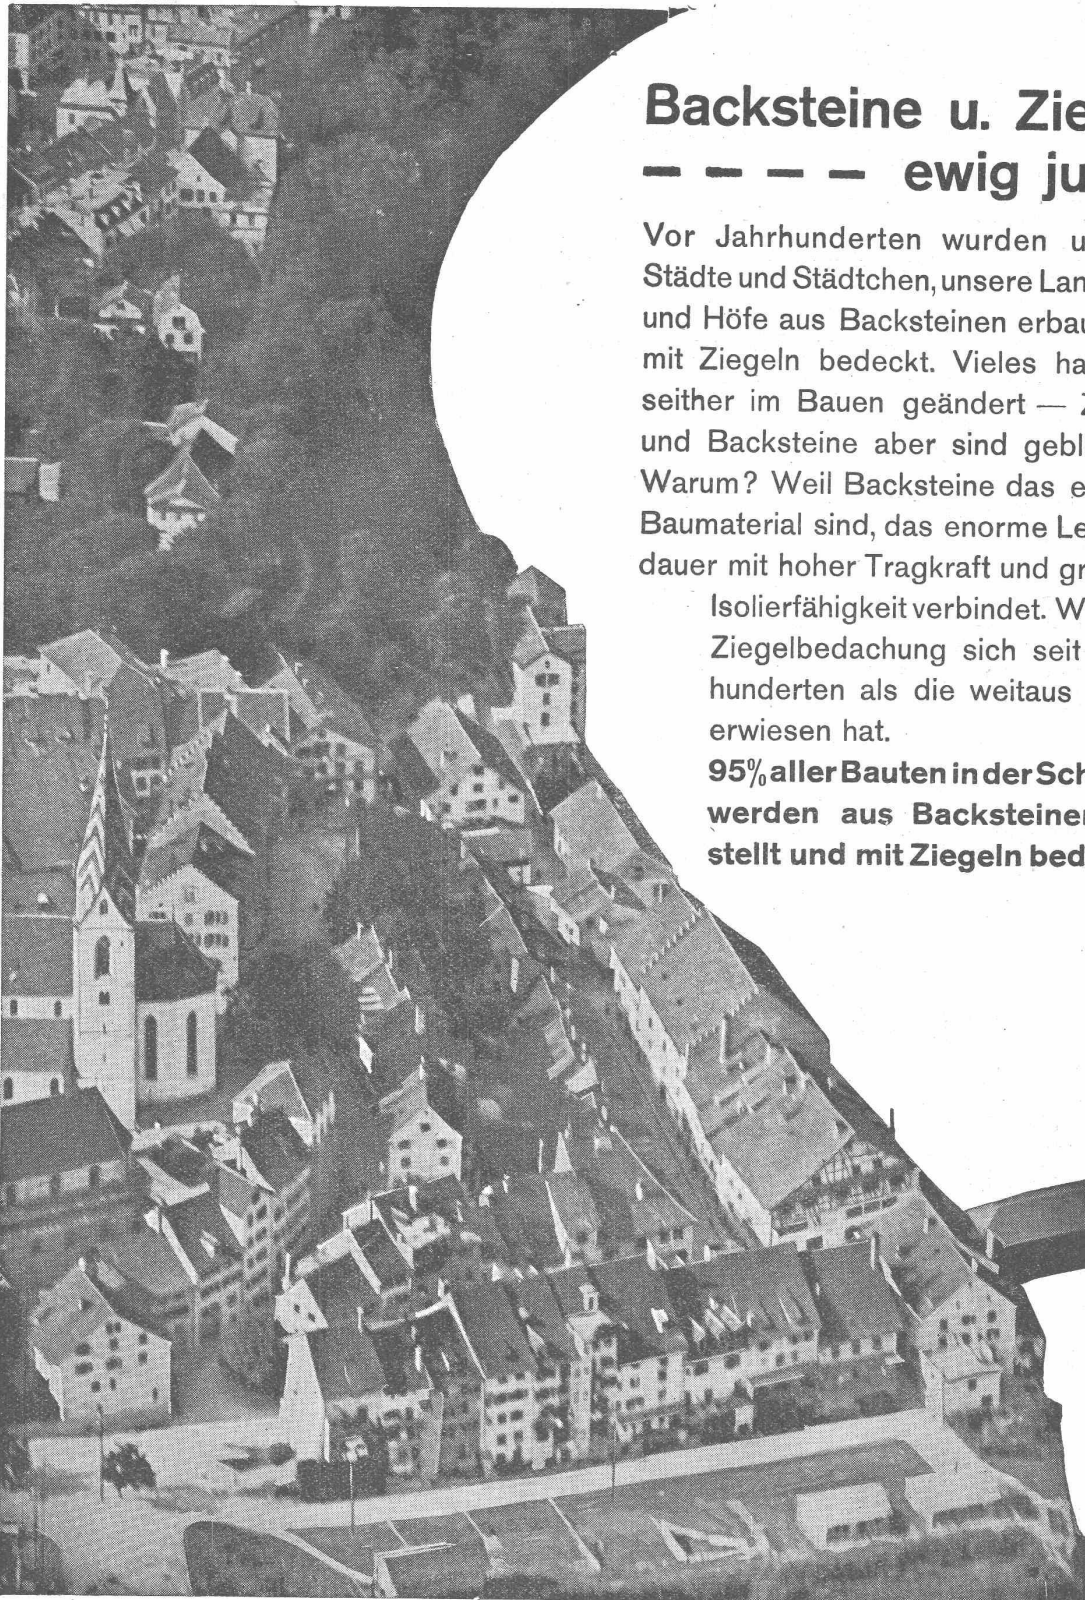 Backsteine u. Zie
– – – – ewig ju
Vor Jahrhunderten wurden u
Städte und Städtchen, unsere Lan
und Höfe aus Backsteinen erbau
mit Ziegeln bedeckt. Vieles ha
seither im Bauen geändert — Z
und Backsteine aber sind gebl
Warum? Weil Backsteine das e
Baumaterial sind, das enorme Le
dauer mit hoher Tragkraft und gr
Isolierfähigkeit verbindet. W
Ziegelbedachung sich seit
hunderten als die weitaus
erwiesen hat.
95% aller Bauten in der Sch
werden aus Backsteinen
stellt und mit Ziegeln bed